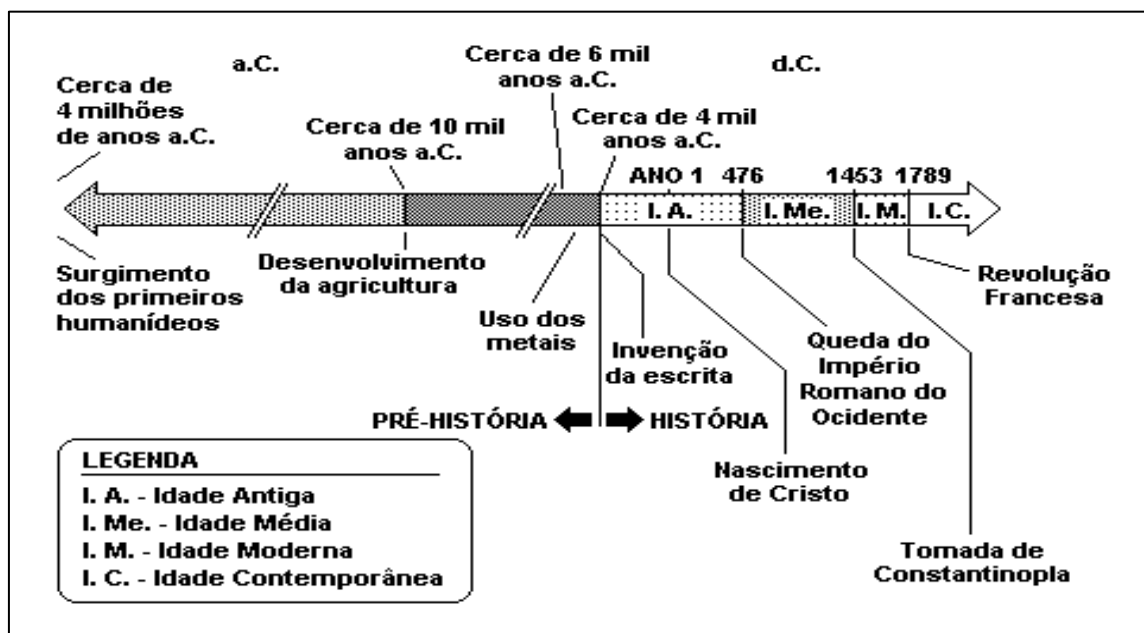 a.C.
Cerca de 6 mil
anos a.C.
d.C.
Cerca de
4 milhões
de anos a.C.
Cerca de 10 mil
anos a.C.
Cerca de 4 mil
anos a.C.
ANO 1
476
1453
1789
I. A.
I. Me.
I. M.
I. C.
Surgimento
dos primeiros
humanídeos
Desenvolvimento
da agricultura
Uso dos
metais
Invenção
da escrita
Queda do
Império
Romano do
Ocidente
Revolução
Francesa
PRÉ-HISTÓRIA
HISTÓRIA
Nascimento
de Cristo
Tomada de
Constantinopla
LEGENDA
I. A. - Idade Antiga
I. Me. - Idade Média
I. M. - Idade Moderna
I. C. - Idade Contemporânea